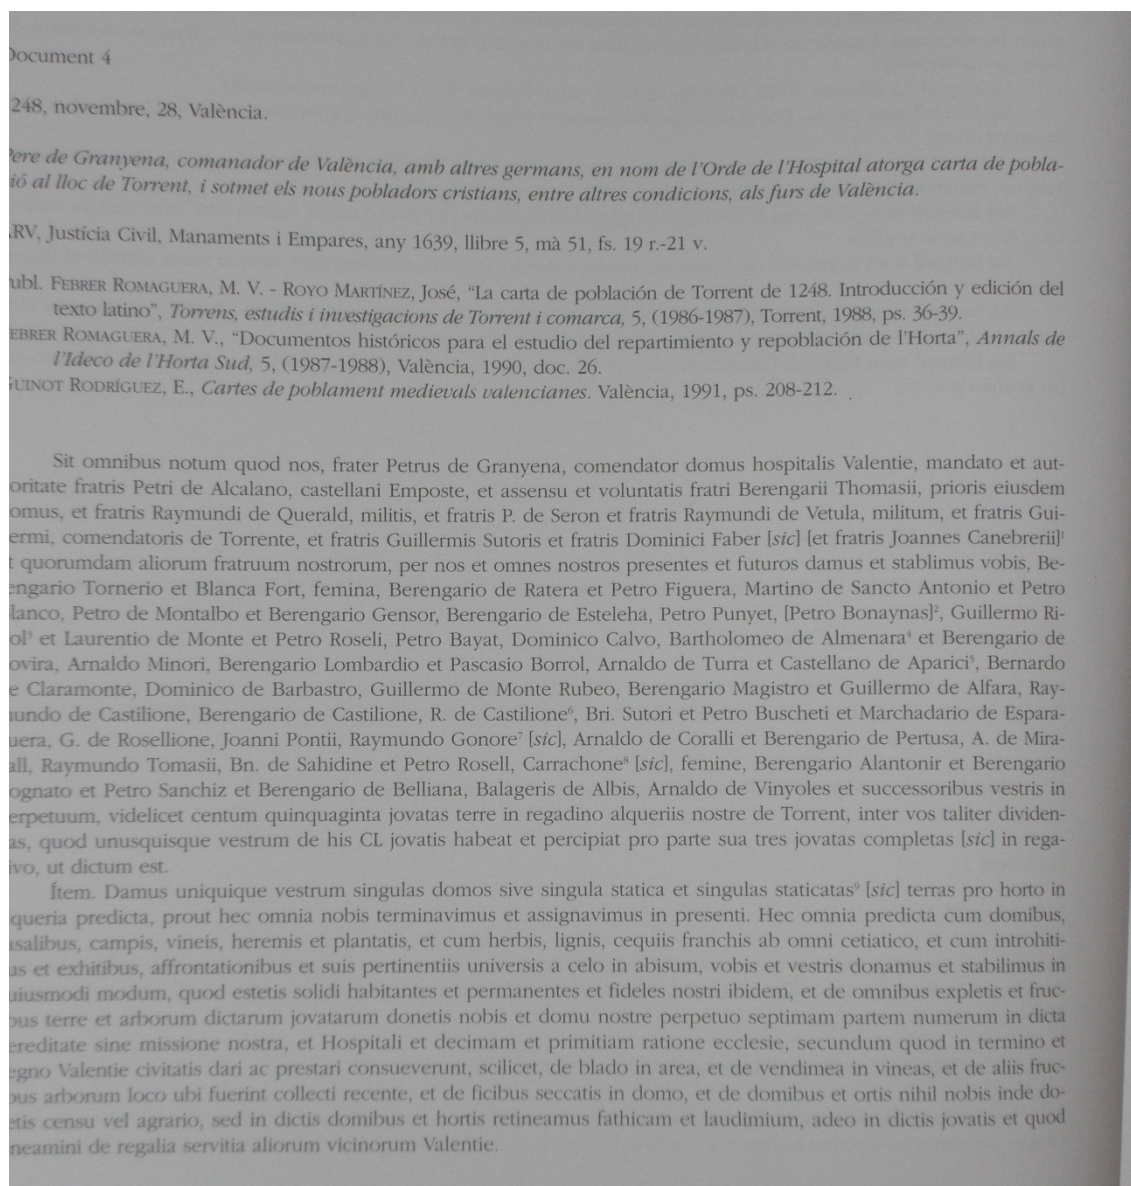 Document 4
248, novembre, 28, València.
Pere de Granyena, comanador de València, amb altres germans, en nom de l'Orde de l'Hospital atorga carta de pobla-
ió al lloc de Torrent, i sotmet els nous pobladors cristians, entre altres condicions, als furs de València.
ARV, Justícia Civil, Manaments i Empares, any 1639, llibre 5, mà 51, fs. 19 r.-21 v.
ubl. FEBRER ROMAGUERA, M. V. - ROYO MARTÍNEZ, José, “La carta de población de Torrent de 1248. Introducción y edición del
texto latino”, Torrens, estudis i investigacions de Torrent i comarca, 5, (1986-1987), Torrent, 1988, ps. 36-39.
EBRER ROMAGUERA, M. V., “Documentos históricos para el estudio del repartimiento y repoblación de l'Horta”, Annals de
l'Ideco de l'Horta Sud, 5, (1987-1988), València, 1990, doc. 26.
GUINOT RODRÍGUEZ, E., Cartes de poblament medievals valencianes. València, 1991, ps. 208-212.
Sit omnibus notum quod nos, frater Petrus de Granyena, comendator domus hospitalis Valentie, mandato et aut-
oritate fratris Petri de Alcalano, castellani Emposte, et assensu et voluntatis fratri Berengarii Thomasii, prioris eiusdem
omus, et fratris Raymundi de Querald, militis, et fratris P. de Seron et fratris Raymundi de Vetula, militum, et fratris Gui-
ermi, comendatoris de Torrente, et fratris Guillermis Sutoris et fratris Dominici Faber [sic] [et fratris Joannes Canebrerii]¹
t quorumdam aliorum fratruum nostrorum, per nos et omnes nostros presentes et futuros damus et stablimus vobis, Be-
engario Tornerio et Blanca Fort, femina, Berengario de Ratera et Petro Figuera, Martino de Sancto Antonio et Petro
lanco, Petro de Montalbo et Berengario Gensor, Berengario de Esteleha, Petro Punyet, [Petro Bonaynas]², Guillermo Ri-
ol³ et Laurentio de Monte et Petro Roseli, Petro Bayat, Dominico Calvo, Bartholomeo de Almenara⁴ et Berengario de
ovira, Arnaldo Minori, Berengario Lombardio et Pascasio Borrol, Arnaldo de Turra et Castellano de Aparici⁵, Bernardo
e Claramonte, Dominico de Barbastro, Guillermo de Monte Rubeo, Berengario Magistro et Guillermo de Alfara, Ray-
mundo de Castilione, Berengario de Castilione, R. de Castilione⁶, Bri. Sutori et Petro Buscheti et Marchadario de Espara-
uera, G. de Rosellione, Joanni Pontii, Raymundo Gonore⁷ [sic], Arnaldo de Coralli et Berengario de Pertusa, A. de Mira-
all, Raymundo Tomasii, Bn. de Sahidine et Petro Rosell, Carrachone⁸ [sic], femine, Berengario Alantonir et Berengario
ognato et Petro Sanchiz et Berengario de Belliana, Balageris de Albis, Arnaldo de Vinyoles et successoribus vestris in
erpetuum, videlicet centum quinquaginta jovatas terre in regadino alqueriis nostre de Torrent, inter vos taliter dividen-
as, quod unusquisque vestrum de his CL jovatis habeat et percipiat pro parte sua tres jovatas completas [sic] in rega-
ivo, ut dictum est.
Ítem. Damus uniquique vestrum singulas domos sive singula statica et singulas staticatas⁹ [sic] terras pro horto in
queria predicta, prout hec omnia nobis terminavimus et assignavimus in presenti. Hec omnia predicta cum domibus,
asalibus, campis, vineis, heremis et plantatis, et cum herbis, lignis, cequiis franchis ab omni cetiatico, et cum introhiti-
us et exhitibus, affrontationibus et suis pertinentiis universis a celo in abisum, vobis et vestris donamus et stabilimus in
uiusmodi modum, quod estetis solidi habitantes et permanentes et fideles nostri ibidem, et de omnibus expletis et fruc-
bus terre et arborum dictarum jovatarum donetis nobis et domu nostre perpetuo septimam partem numerum in dicta
ereditate sine missione nostra, et Hospitali et decimam et primitiam ratione ecclesie, secundum quod in termino et
egno Valentie civitatis dari ac prestari consueverunt, scilicet, de blado in area, et de vendimea in vineas, et de aliis fruc-
bus arborum loco ubi fuerint collecti recente, et de ficibus seccatis in domo, et de domibus et ortis nihil nobis inde do-
etis censu vel agrario, sed in dictis domibus et hortis retineamus fathicam et laudimium, adeo in dictis jovatis et quod
neamini de regalia servitia aliorum vicinorum Valentie.